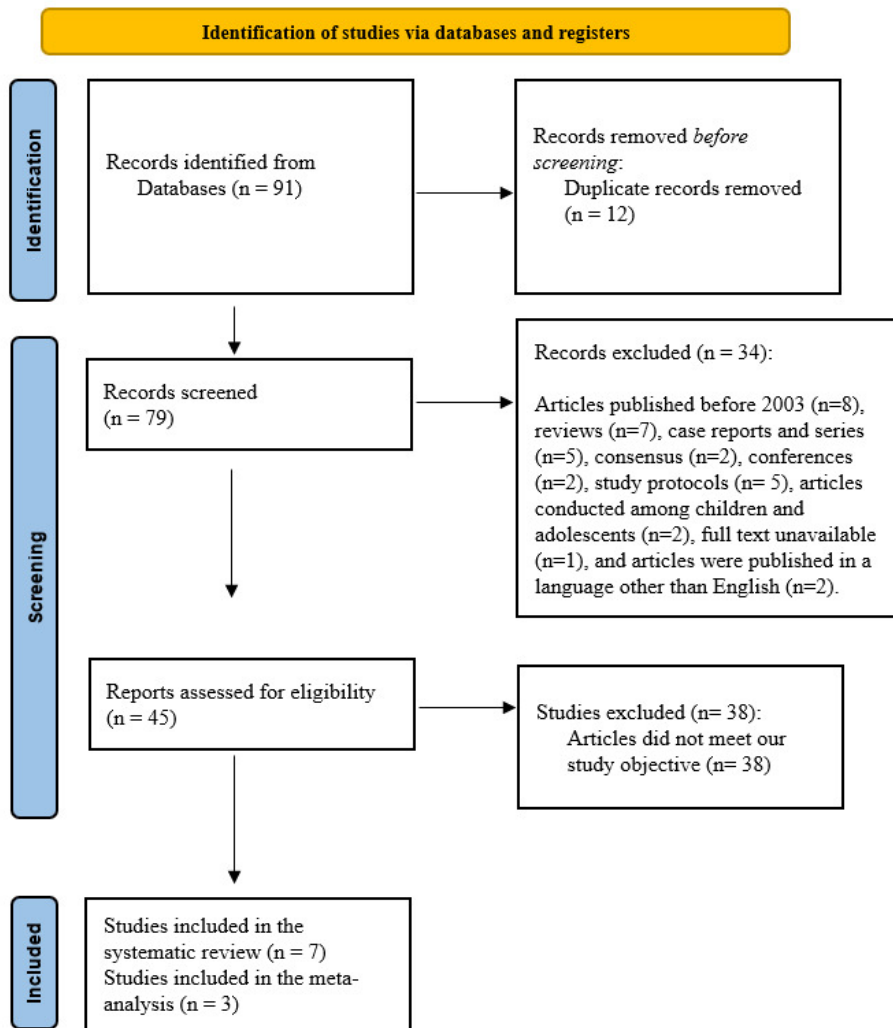 Identification of studies via databases and registers
Identification
Records identified from
Databases (n = 91)
Records removed before
screening:
Duplicate records removed
(n = 12)
Screening
Records screened
(n = 79)
Records excluded (n = 34):
Articles published before 2003 (n=8),
reviews (n=7), case reports and series
(n=5), consensus (n=2), conferences
(n=2), study protocols (n= 5), articles
conducted among children and
adolescents (n=2), full text unavailable
(n=1), and articles were published in a
language other than English (n=2).
Reports assessed for eligibility
(n = 45)
Studies excluded (n= 38):
Articles did not meet our
study objective (n= 38)
Included
Studies included in the
systematic review (n = 7)
Studies included in the meta-
analysis (n = 3)